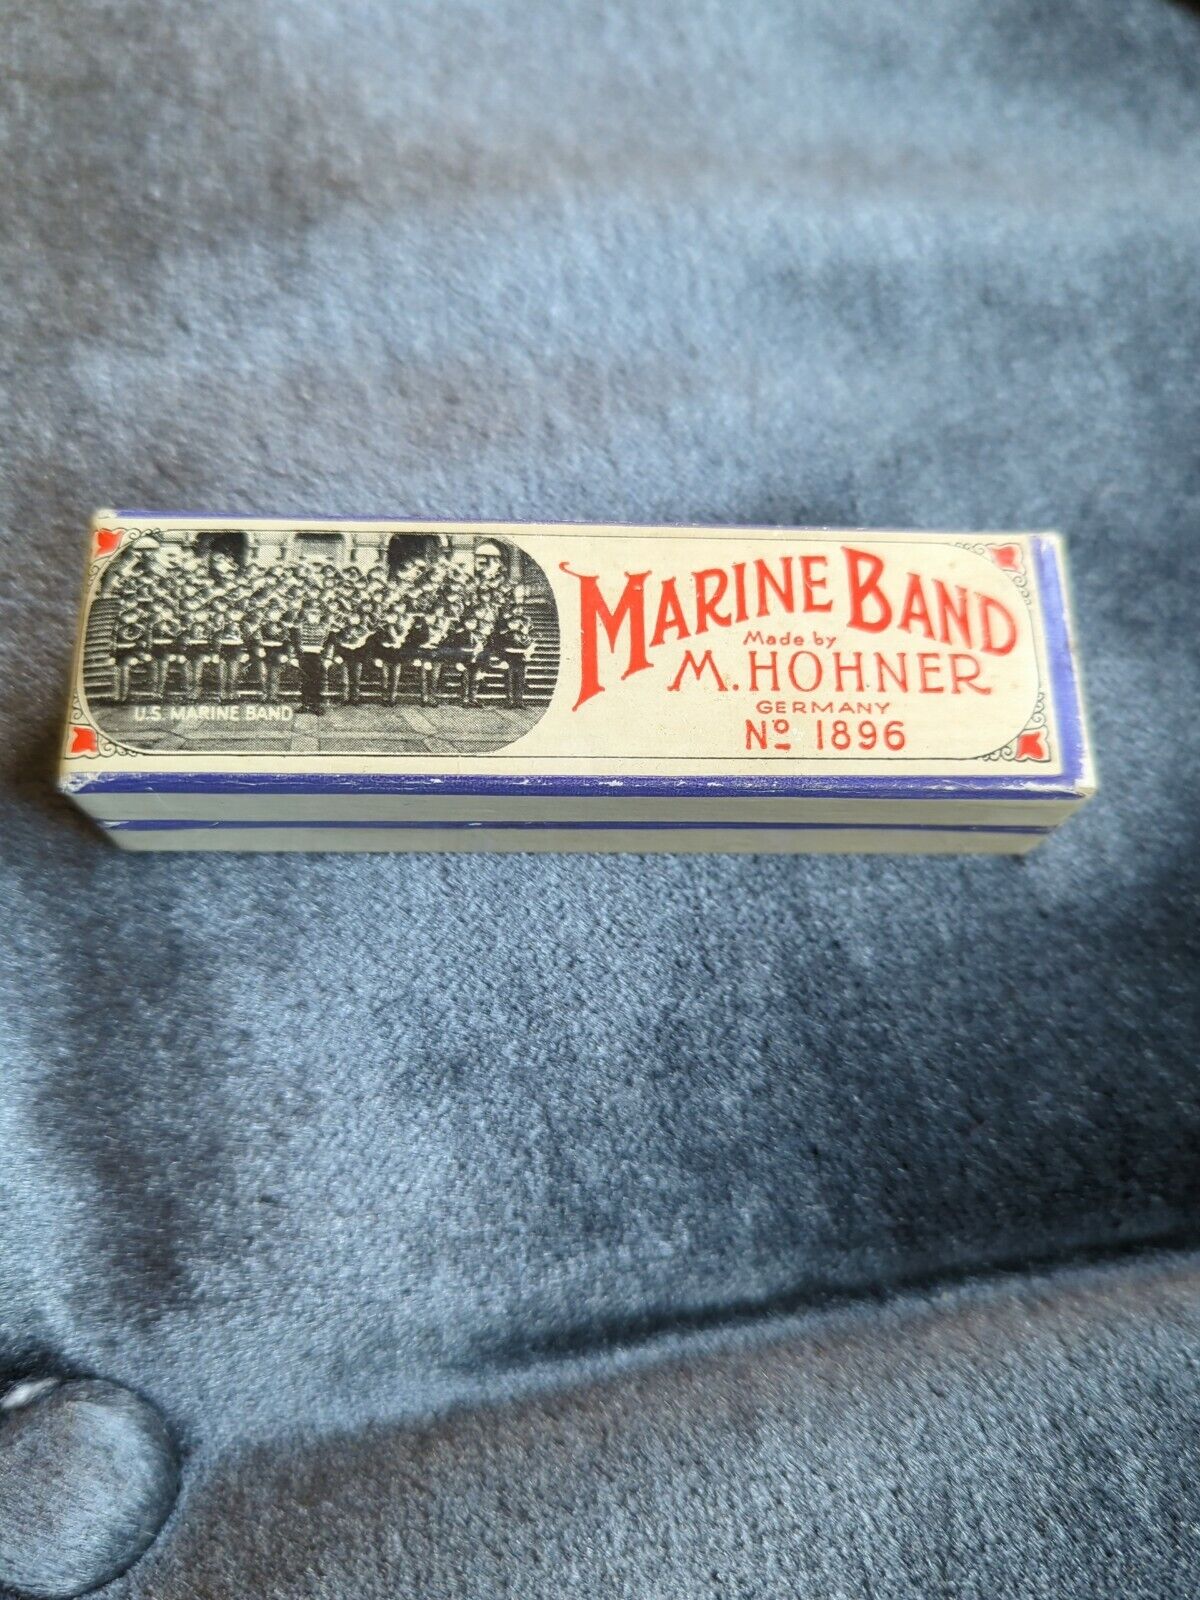 U.S. MARINE BAND
MARINE BAND
Made by
M. HOHNER
GERMANY
Nº 1896